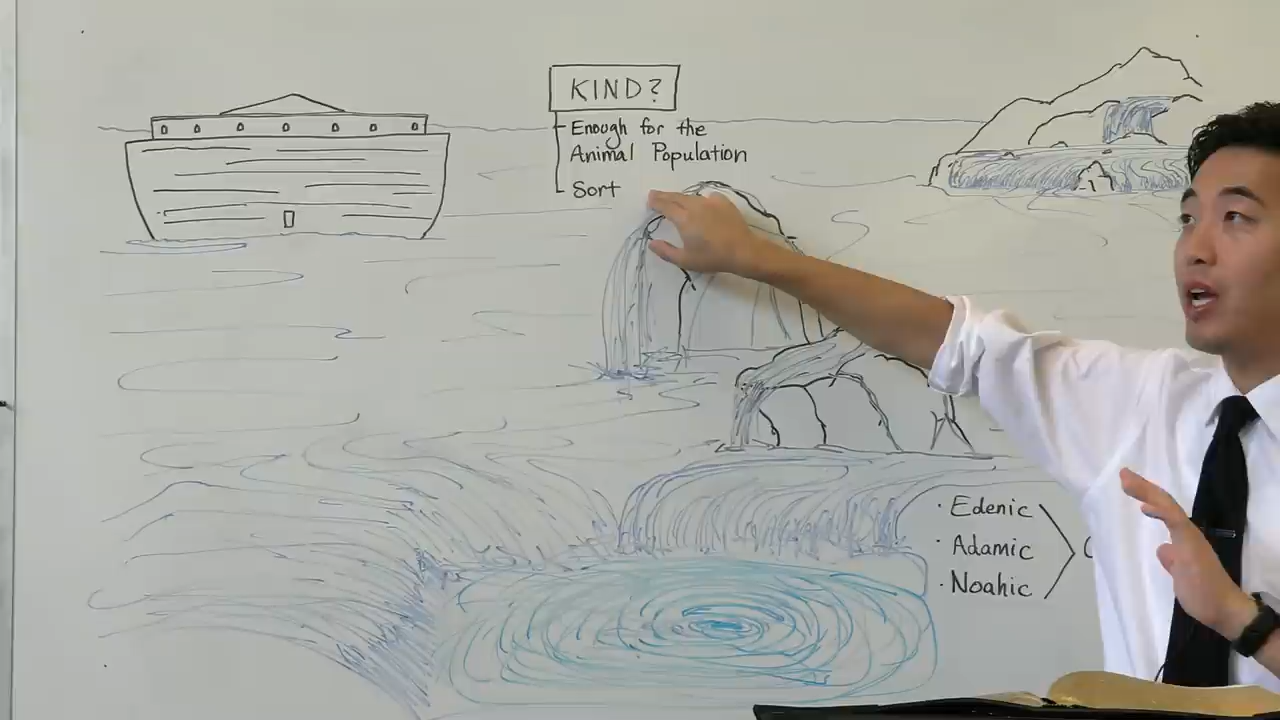 KIND?
Enough for the
Animal Population
Sort
· Edenic
· Adamic
· Noahic